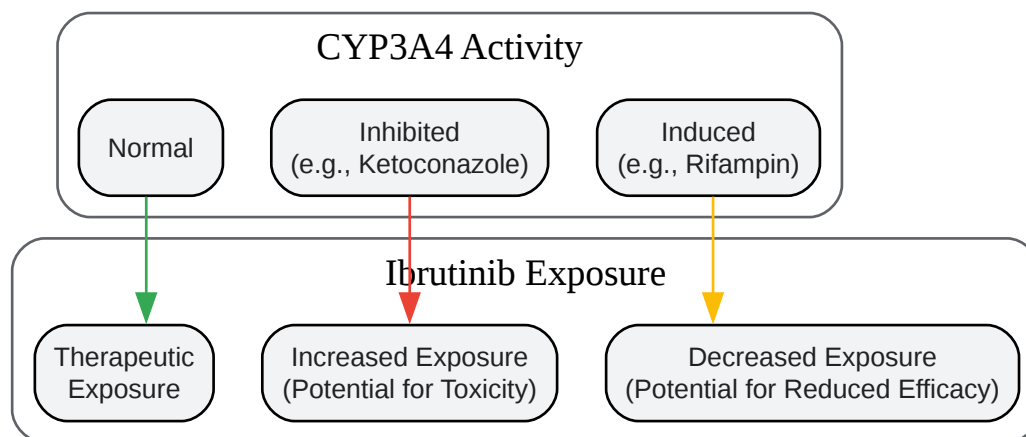 CYP3A4 Activity
Normal
Inhibited
(e.g., Ketoconazole)
Induced
(e.g., Rifampin)
Ibrutinib Exposure
Therapeutic
Exposure
Increased Exposure
(Potential for Toxicity)
Decreased Exposure
(Potential for Reduced Efficacy)